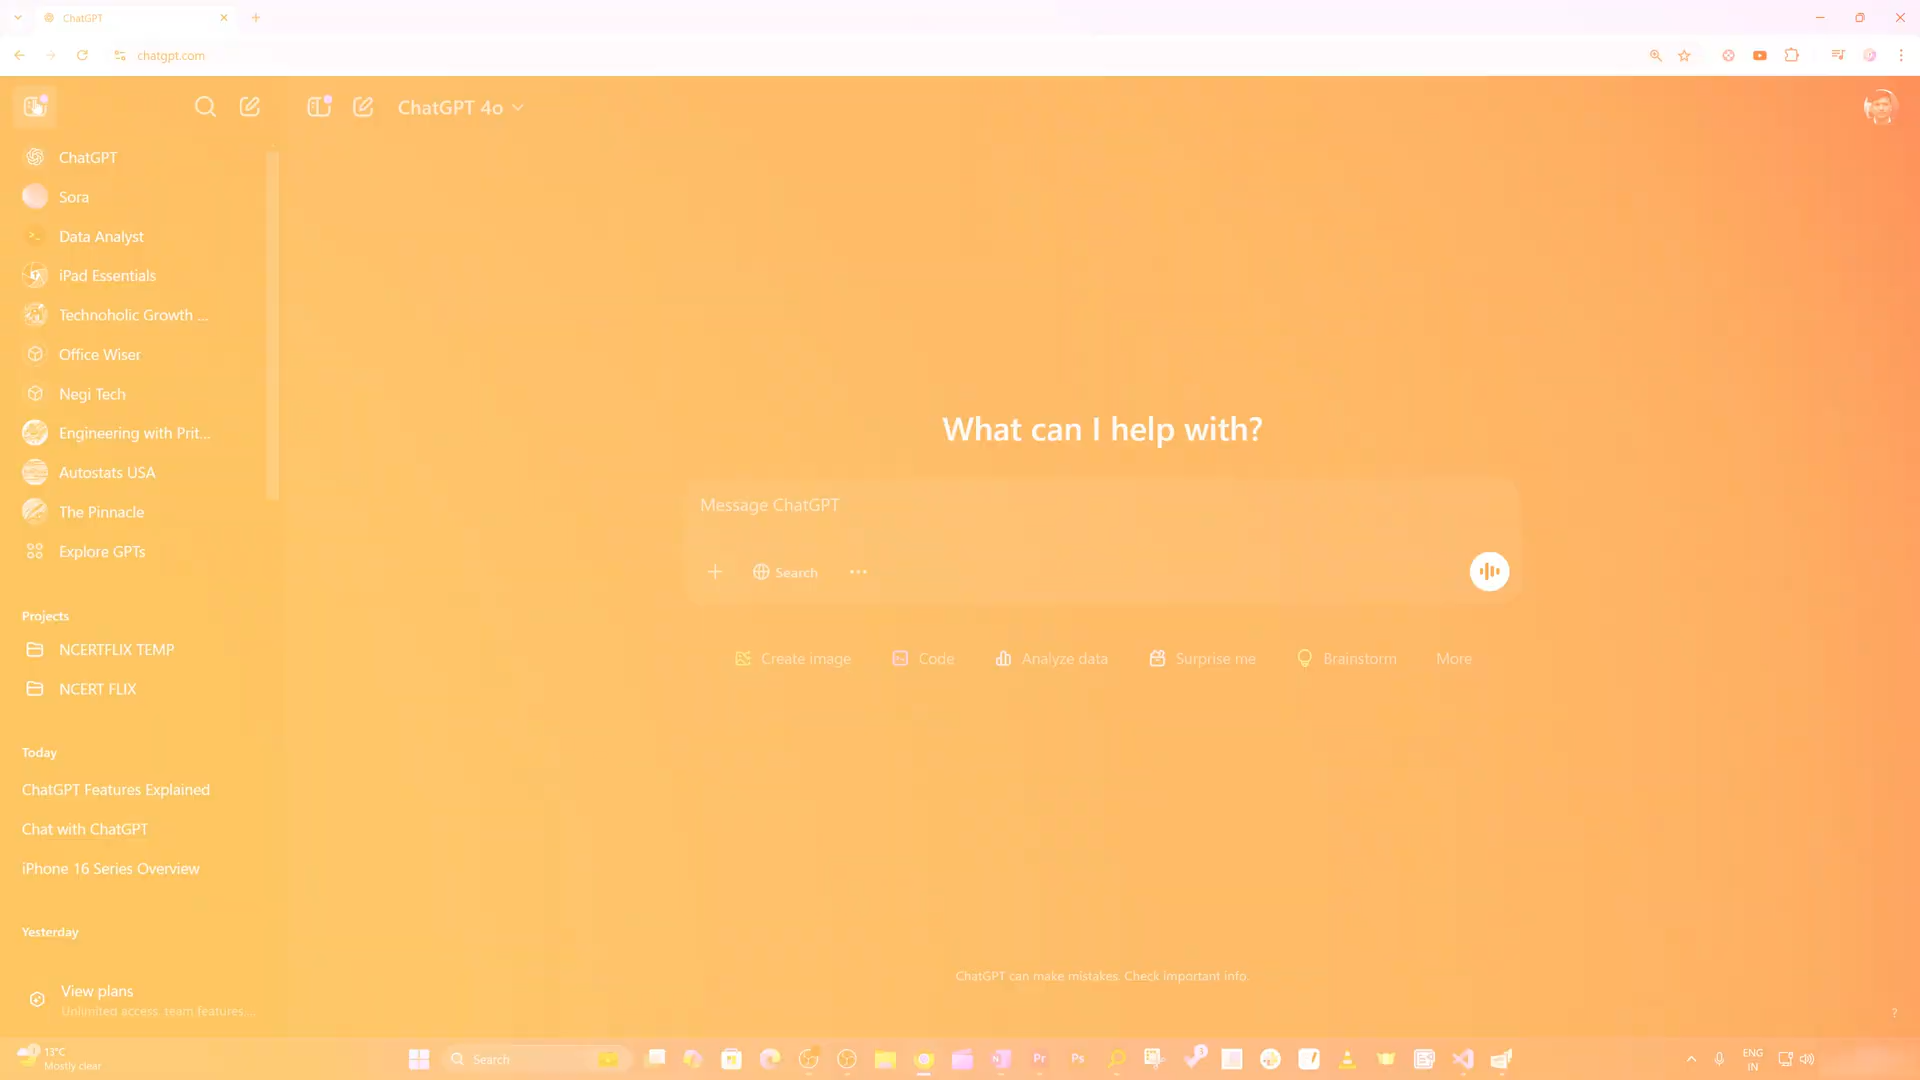 ChatGPT
chatgpt.com
ChatGPT 4o
ChatGPT
Sora
Data Analyst
iPad Essentials
Technoholic Growth ...
Office Wiser
Negi Tech
Engineering with Prit...
Autostats USA
The Pinnacle
Explore GPTs
Projects
NCERTFLIX TEMP
NCERT FLIX
Today
ChatGPT Features Explained
Chat with ChatGPT
iPhone 16 Series Overview
Yesterday
View plans
Unlimited access, team features...
What can I help with?
Message ChatGPT
Search
Create image
Code
Analyze data
Surprise me
Brainstorm
More
ChatGPT can make mistakes. Check important info.
?
13°C
Mostly clear
Search
Pr
Ps
ENG
IN